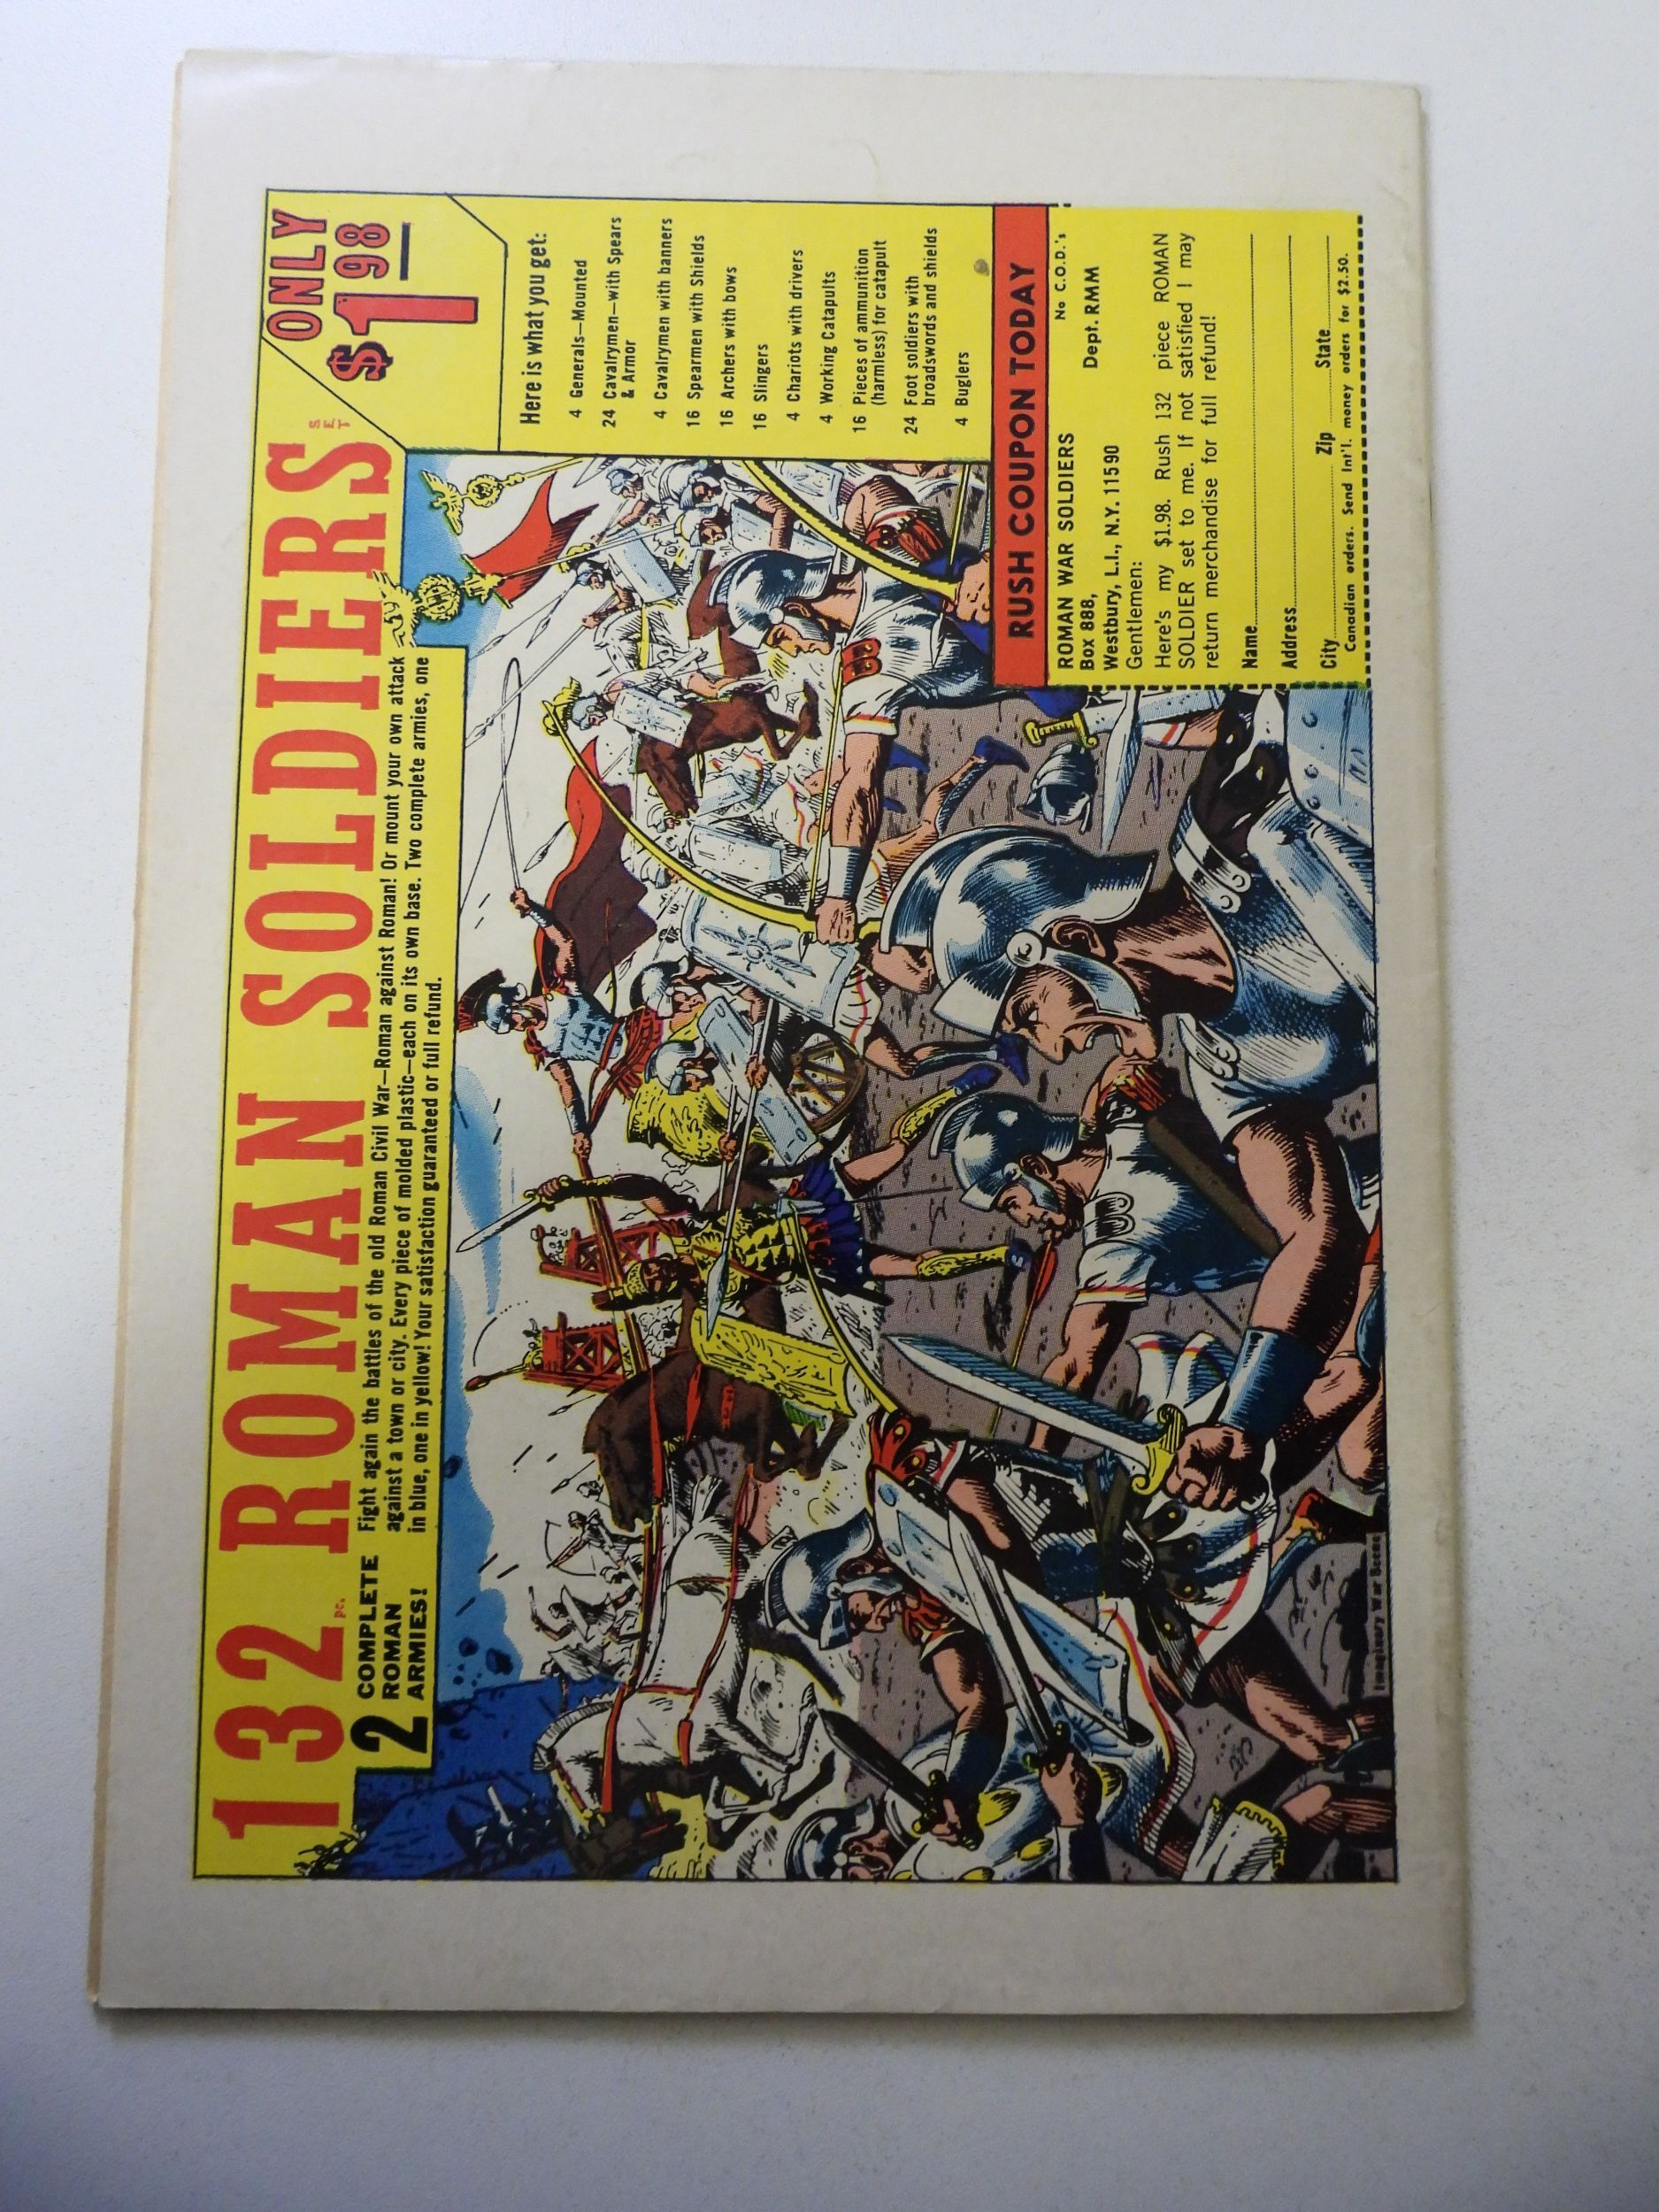 132 pc. ROMAN SOLDIERS SET
ONLY
$1.98
2 COMPLETE
ROMAN
ARMIES!
Fight again the battles of the old Roman Civil War—Roman against Roman! Or mount your own attack
against a town or city. Every piece of molded plastic—each on its own base. Two complete armies, one
in blue, one in yellow! Your satisfaction guaranteed or full refund.
Here is what you get:
4 Generals—Mounted
24 Cavalrymen—with Spears
& Armor
4 Cavalrymen with banners
16 Spearmen with Shields
16 Archers with bows
16 Slingers
4 Chariots with drivers
4 Working Catapults
16 Pieces of ammunition
(harmless) for catapult
24 Foot soldiers with
broadswords and shields
4 Buglers
RUSH COUPON TODAY
No C.O.D.'s
ROMAN WAR SOLDIERS
Box 888, Dept. RMM
Westbury, L.I., N.Y. 11590
Gentlemen:
Here's my $1.98. Rush 132 piece ROMAN
SOLDIER set to me. If not satisfied I may
return merchandise for full refund!
Name
Address
City Zip State
Canadian orders. Send Int'l. money orders for $2.50.
Imaginary War Scene